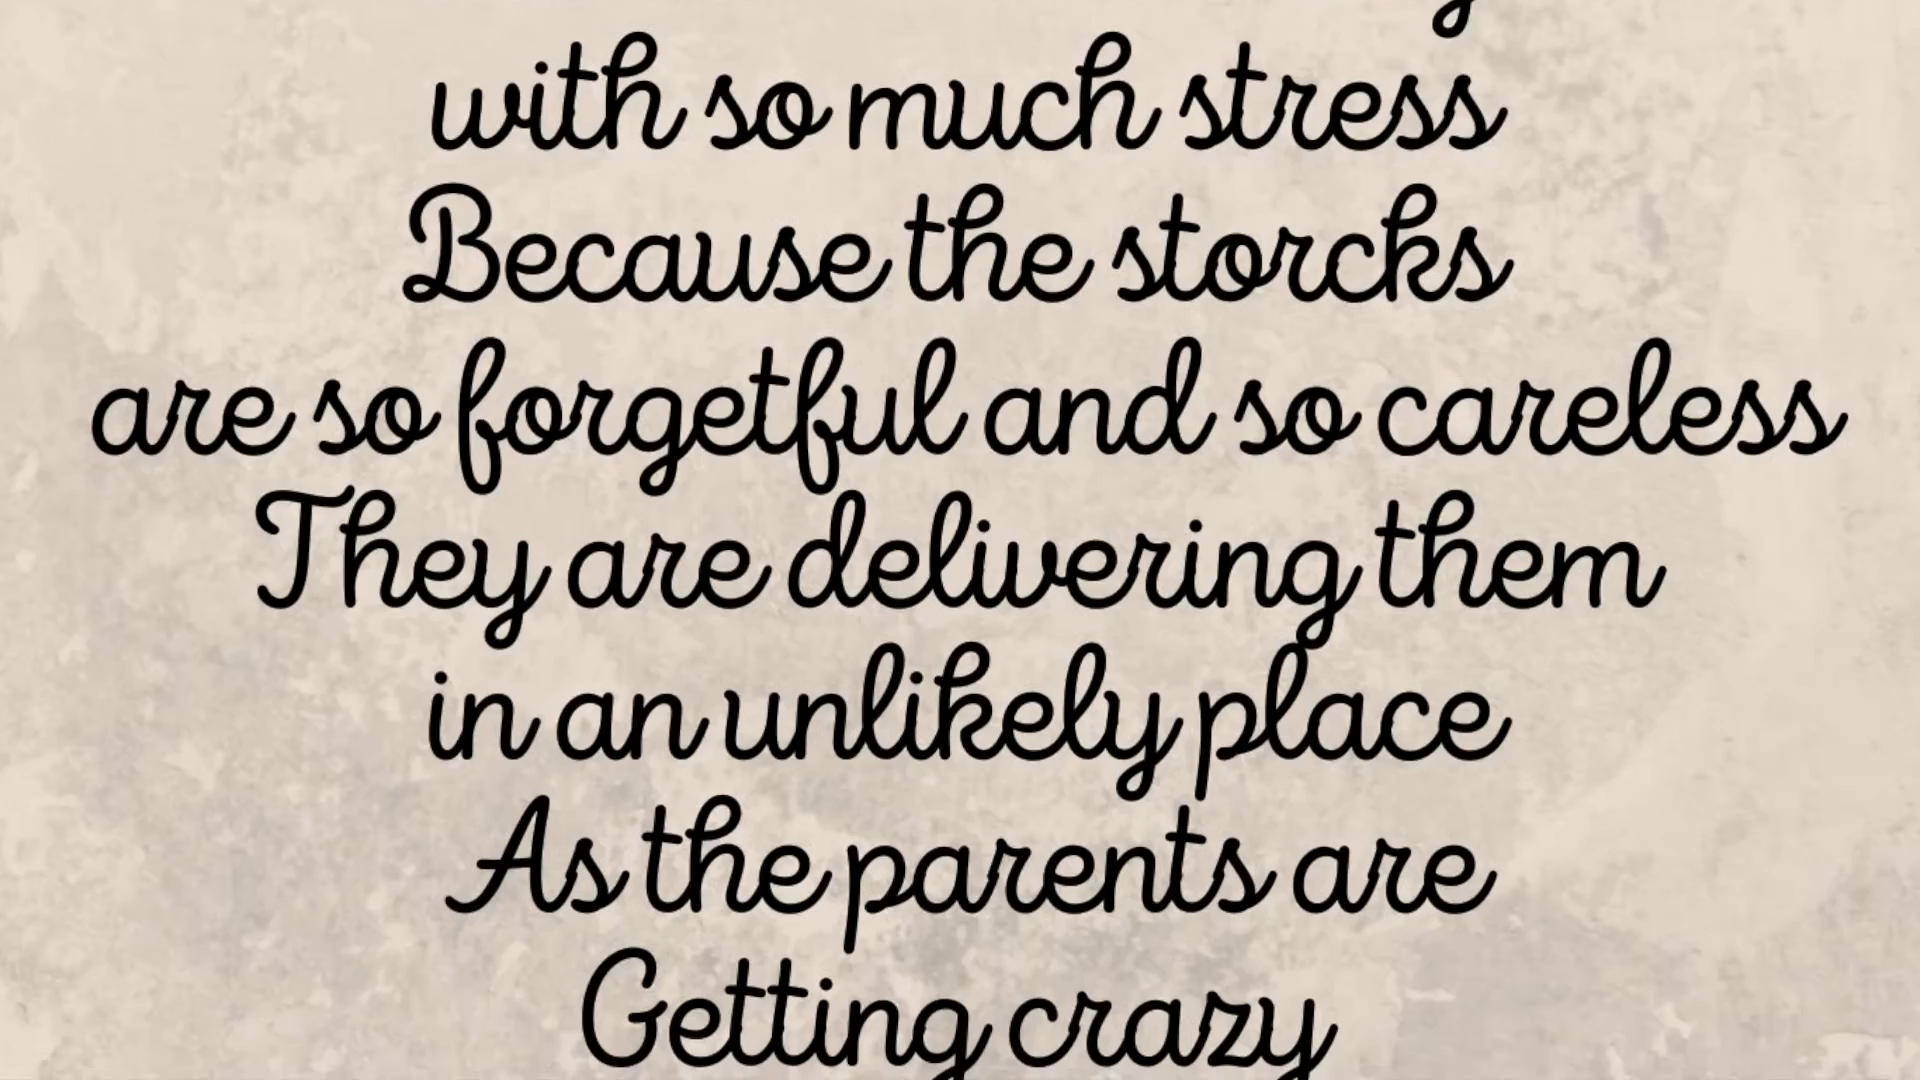 with so much stress
Because the storcks
are so forgetful and so careless
They are delivering them
in an unlikely place
As the parents are
Getting crazy